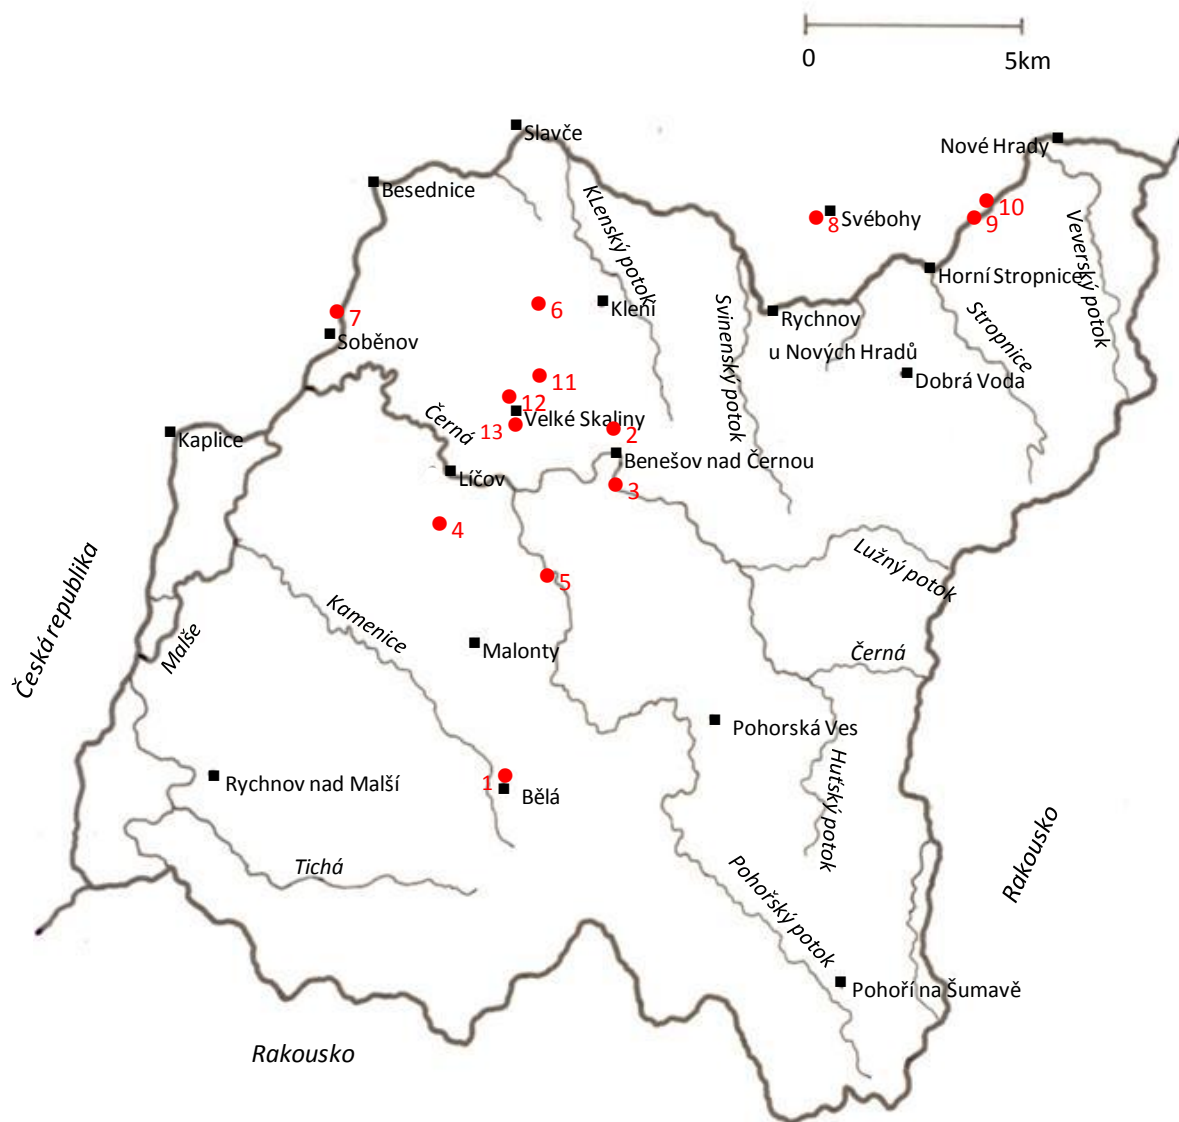 0 5km
Slavče
Nové Hrady
Besednice
KLenský potok
10
Svébohy
8
9
Veverský potok
Horní Stropnice
Klení
6
Svinenský potok
7
Rychnov
u Nových Hradů
Stropnice
Soběnov
Dobrá Voda
11
12
Černá
Velké Skaliny
13
2
Kaplice
Benešov nad Černou
Líčov
3
4
Lužný potok
5
Česká republika
Kamenice
Malše
Malonty
Černá
Pohorská Ves
Rychnov nad Malší
1
Bělá
Huťský potok
Tichá
Rakousko
Pohořský potok
Pohoří na Šumavě
Rakousko